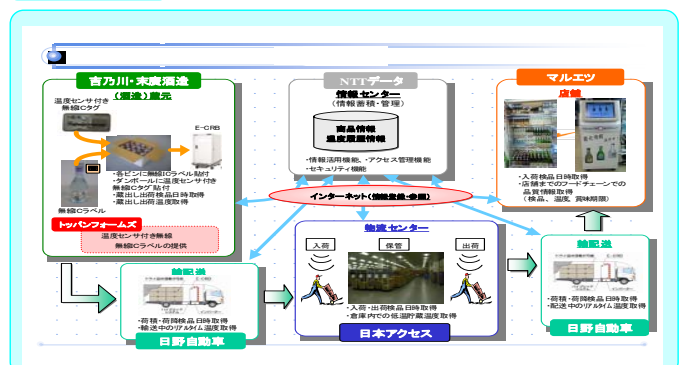 吉乃川・末廣酒造
(酒造)蔵元
温度センサ付き
無線ICタグ
E-CRB
・各ビンに無線ICラベル貼付
・ダンボールに温度センサ付き
無線ICタグ貼付
・蔵出し出荷検品日時取得
・蔵出し出荷温度取得
無線ICラベル
トッパンフォームズ
温度センサ付き無線
無線ICラベルの提供
NTTデータ
情報センター
(情報蓄積・管理)
商品情報
温度履歴情報
・情報活用機能、アクセス管理機能
・セキュリティ機能
マルエツ
店舗
・入荷検品日時取得
・店舗までのフードチェーンでの
品質情報取得
(検品、温度、賞味期限)
インターネット(情報登録・参照)
輸配送
E-CRB
・荷積・荷降検品日時取得
・輸送中のリアルタイム温度取得
日野自動車
物流センター
入荷
保管
出荷
・入荷・出荷検品日時取得
・倉庫内での低温貯蔵温度取得
日本アクセス
輸配送
・荷積・荷降検品日時取得
・配送中のリアルタイム温度取得
日野自動車